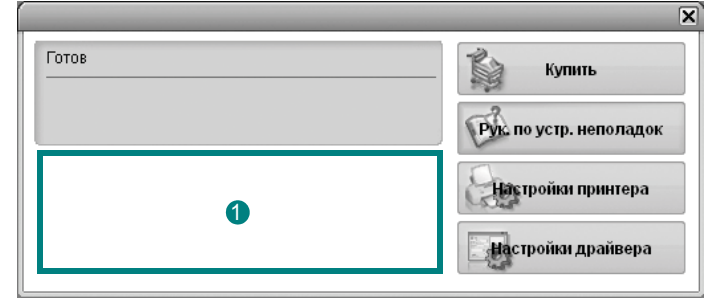 Готов
Купить
Рук. по устр. неполадок
1
Настройки принтера
Настройки драйвера